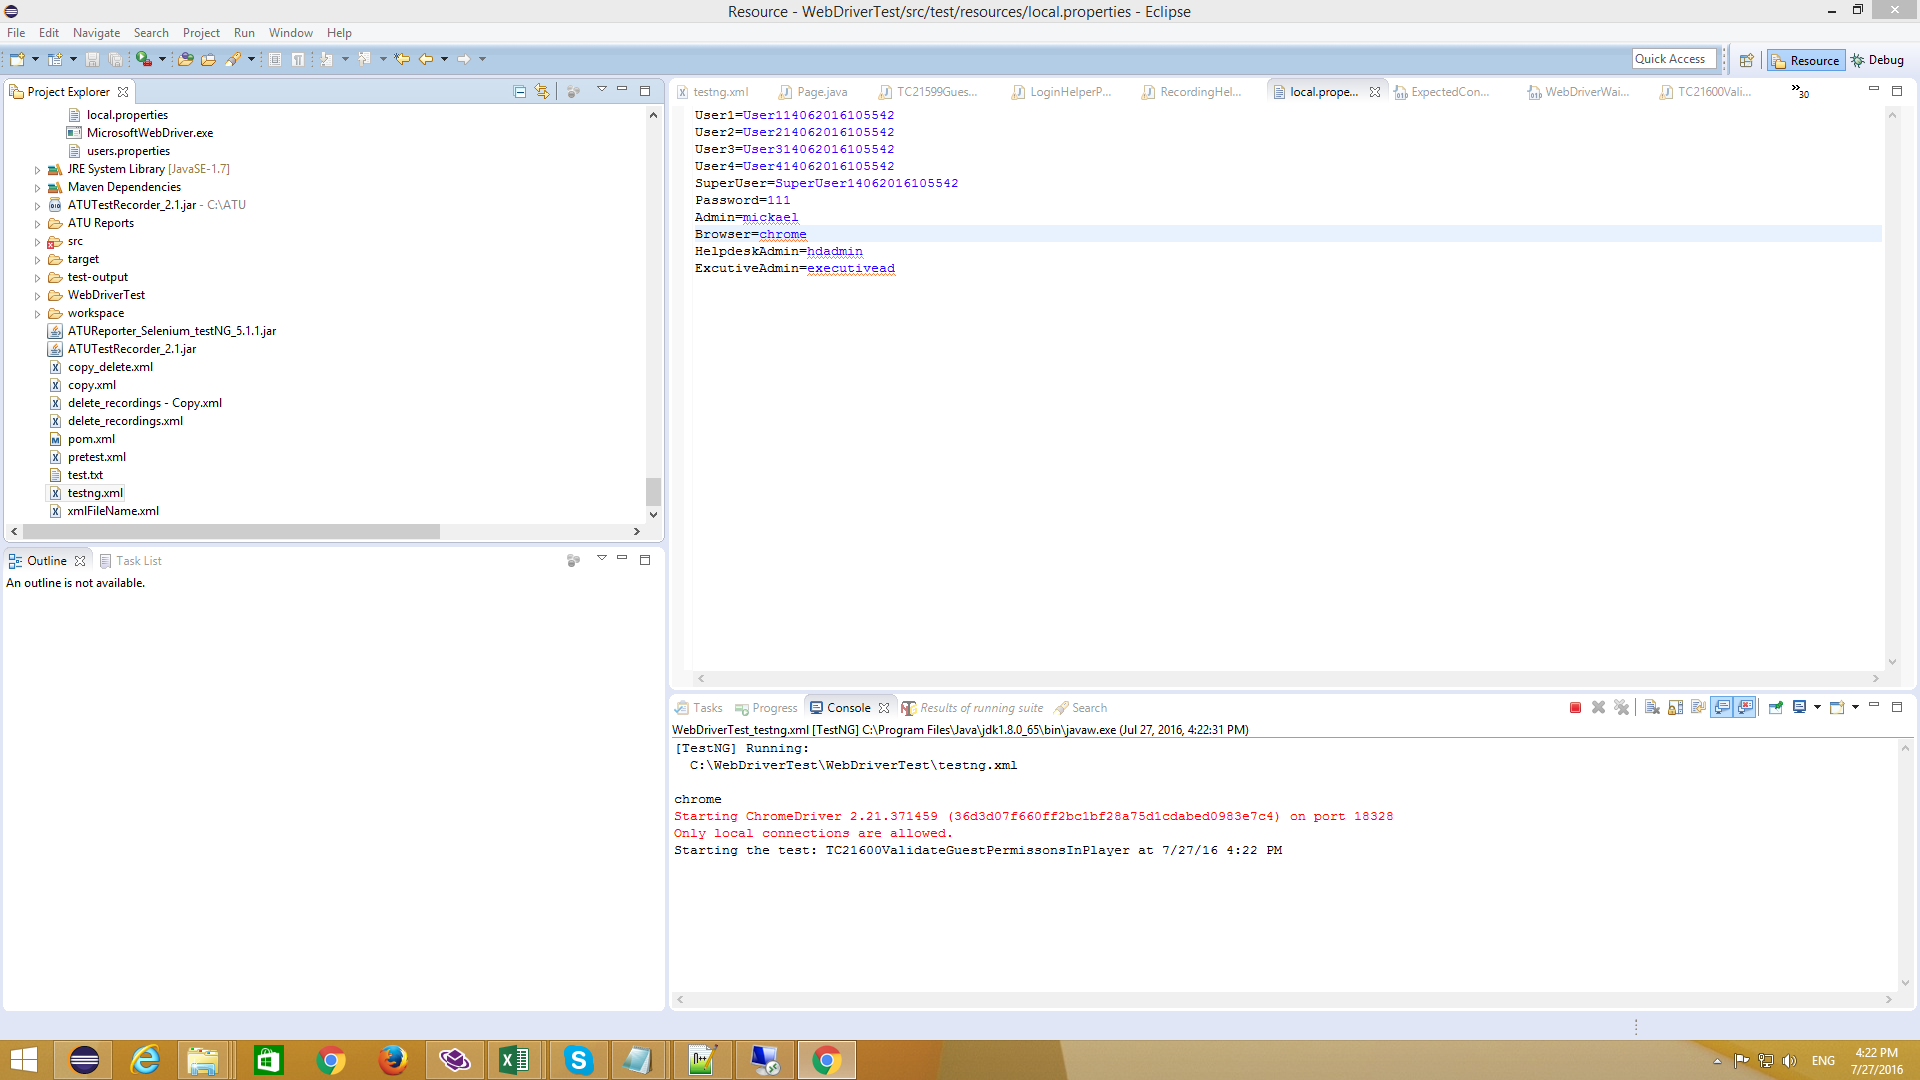 Resource - WebDriverTest/src/test/resources/local.properties - Eclipse
File Edit Navigate Search Project Run Window Help
Quick Access
Resource
Debug
Project Explorer
local.properties
MicrosoftWebDriver.exe
users.properties
JRE System Library [JavaSE-1.7]
Maven Dependencies
ATUTestRecorder_2.1.jar - C:\ATU
ATU Reports
src
target
test-output
WebDriverTest
workspace
ATUReporter_Selenium_testNG_5.1.1.jar
ATUTestRecorder_2.1.jar
copy_delete.xml
copy.xml
delete_recordings - Copy.xml
delete_recordings.xml
pom.xml
pretest.xml
test.txt
testng.xml
xmlFileName.xml
Outline
Task List
An outline is not available.
testng.xml Page.java TC21599Gues... LoginHelperP... RecordingHel... local.prope... ExpectedCon... WebDriverWai... TC21600Vali... »30
User1=User114062016105542
User2=User214062016105542
User3=User314062016105542
User4=User414062016105542
SuperUser=SuperUser14062016105542
Password=111
Admin=mickael
Browser=chrome
HelpdeskAdmin=hdadmin
ExcutiveAdmin=executivead
Tasks Progress Console Results of running suite Search
WebDriverTest_testng.xml [TestNG] C:\Program Files\Java\jdk1.8.0_65\bin\javaw.exe (Jul 27, 2016, 4:22:31 PM)
[TestNG] Running:
C:\WebDriverTest\WebDriverTest\testng.xml
chrome
Starting ChromeDriver 2.21.371459 (36d3d07f660ff2bc1bf28a75d1cdabed0983e7c4) on port 18328
Only local connections are allowed.
Starting the test: TC21600ValidateGuestPermissonsInPlayer at 7/27/16 4:22 PM
ENG
4:22 PM
7/27/2016